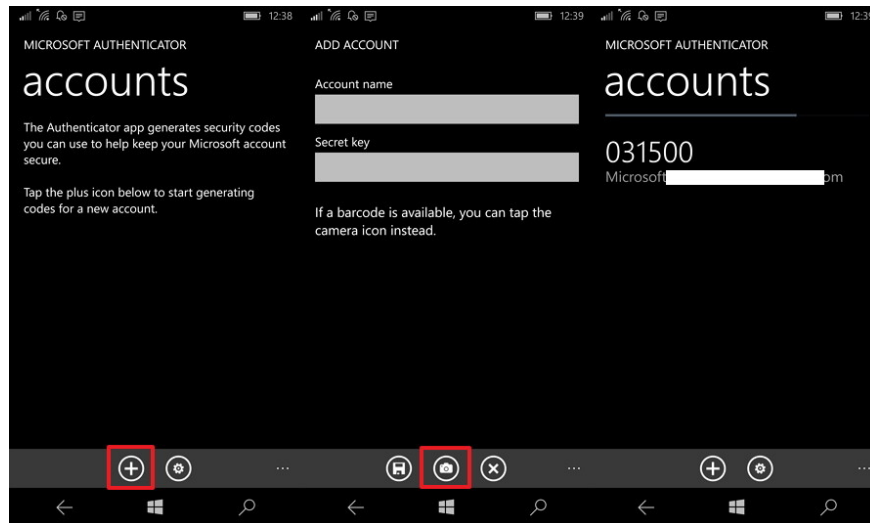 12:38
MICROSOFT AUTHENTICATOR
accounts
The Authenticator app generates security codes
you can use to help keep your Microsoft account
secure.
Tap the plus icon below to start generating
codes for a new account.
...
12:39
ADD ACCOUNT
Account name
Secret key
If a barcode is available, you can tap the
camera icon instead.
...
12:39
MICROSOFT AUTHENTICATOR
accounts
031500
Microsoft om
...